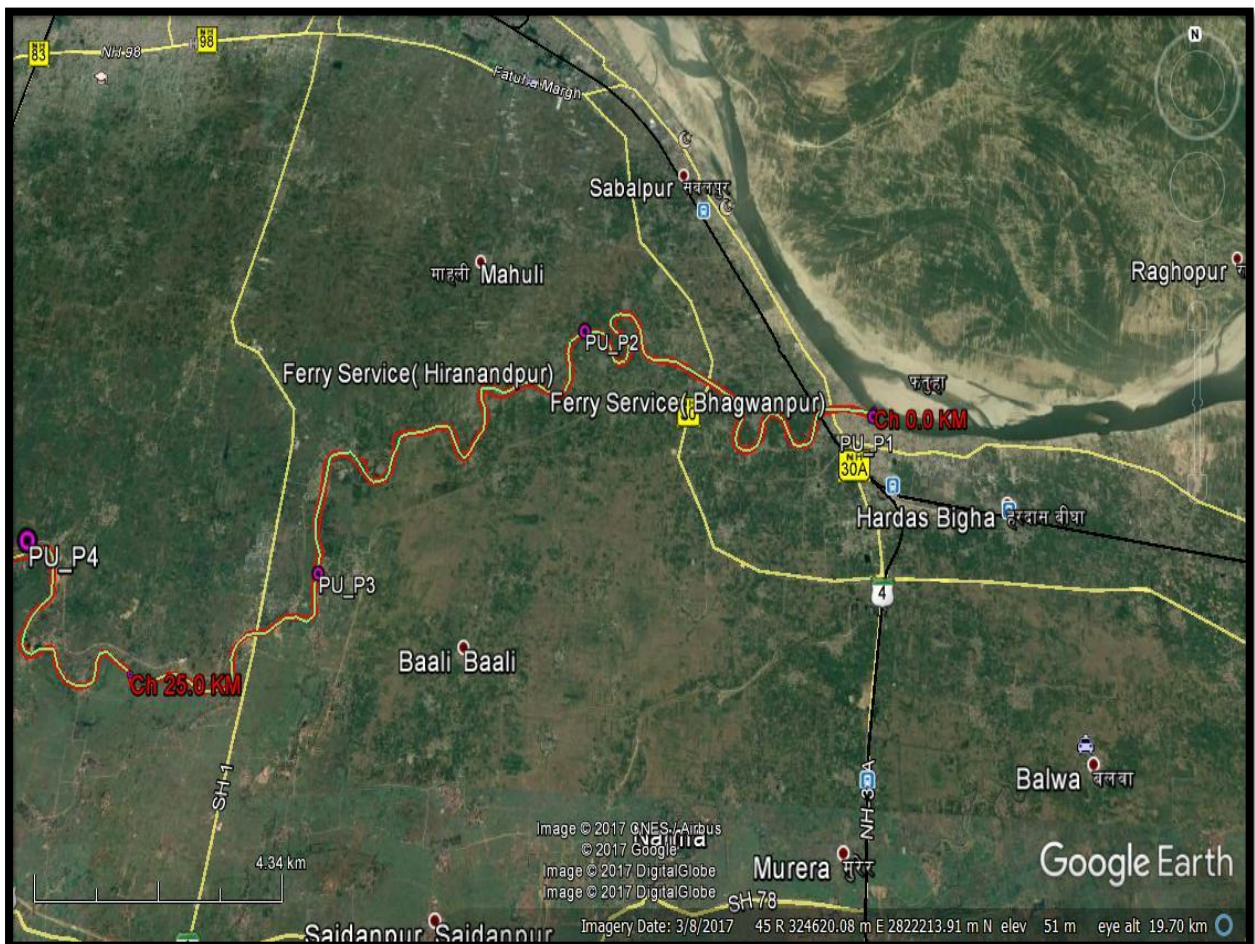 NH
83
NH 98
NH
98
Fatuha Margh
N
Sabalpur सबलपुर
माहुली Mahuli
Raghopur
PU_P2
Ferry Service( Hiranandpur)
फतुहा
Ferry Service( Bhagwanpur)
Ch 0.0 KM
PU_P1
NH
30A
Hardas Bigha हरदास बीघा
PU_P4
PU_P3
4
Baali Baali
Ch 25.0 KM
Balwa बलवा
SH-1
Image © 2017 CNES / Airbus
© 2017 Google
Image © 2017 DigitalGlobe
Image © 2017 DigitalGlobe
4.34 km
Murera मुरेर
Google Earth
SH 78
Saidanpur Saidanpur
Imagery Date: 3/8/2017 45 R 324620.08 m E 2822213.91 m N elev 51 m eye alt 19.70 km